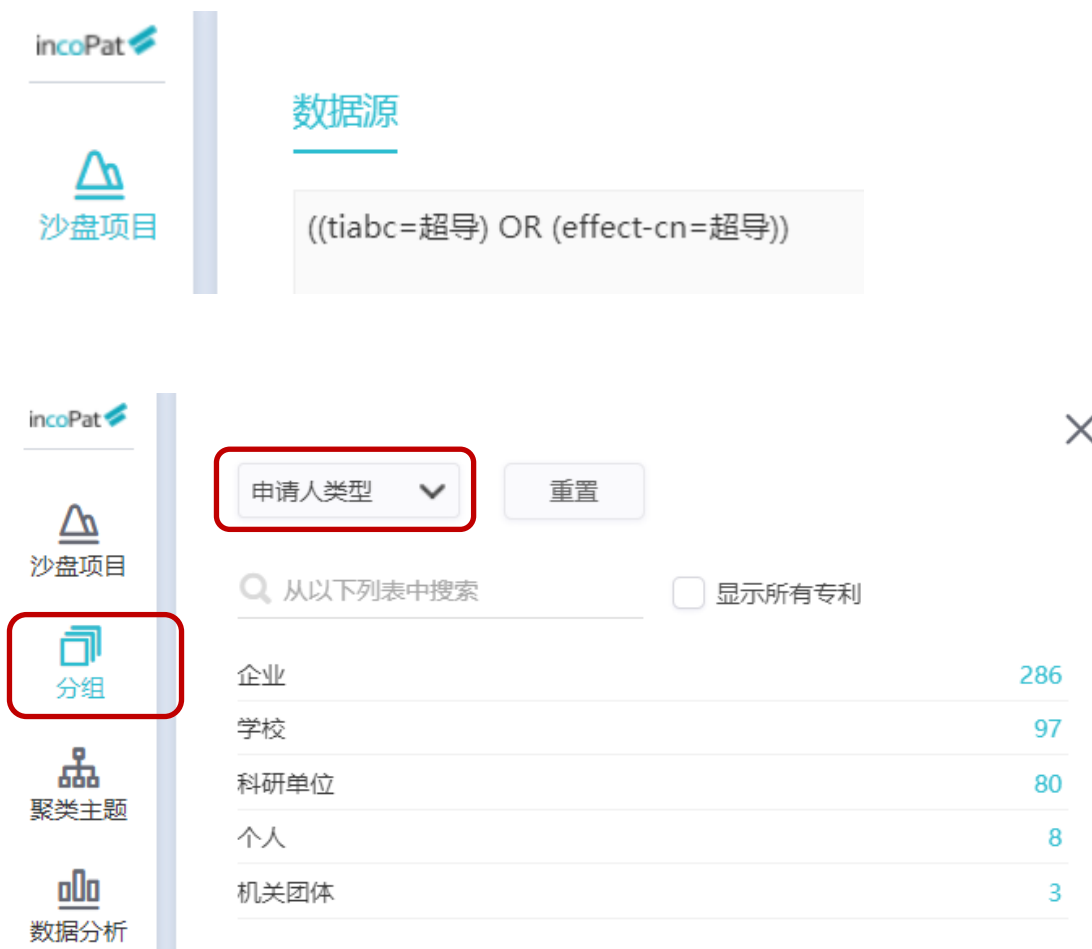 incoPat
数据源
沙盘项目
((tiabc=超导) OR (effect-cn=超导))
incoPat
申请人类型
重置
沙盘项目
从以下列表中搜索
显示所有专利
分组
企业 286
学校 97
聚类主题
科研单位 80
个人 8
数据分析
机关团体 3